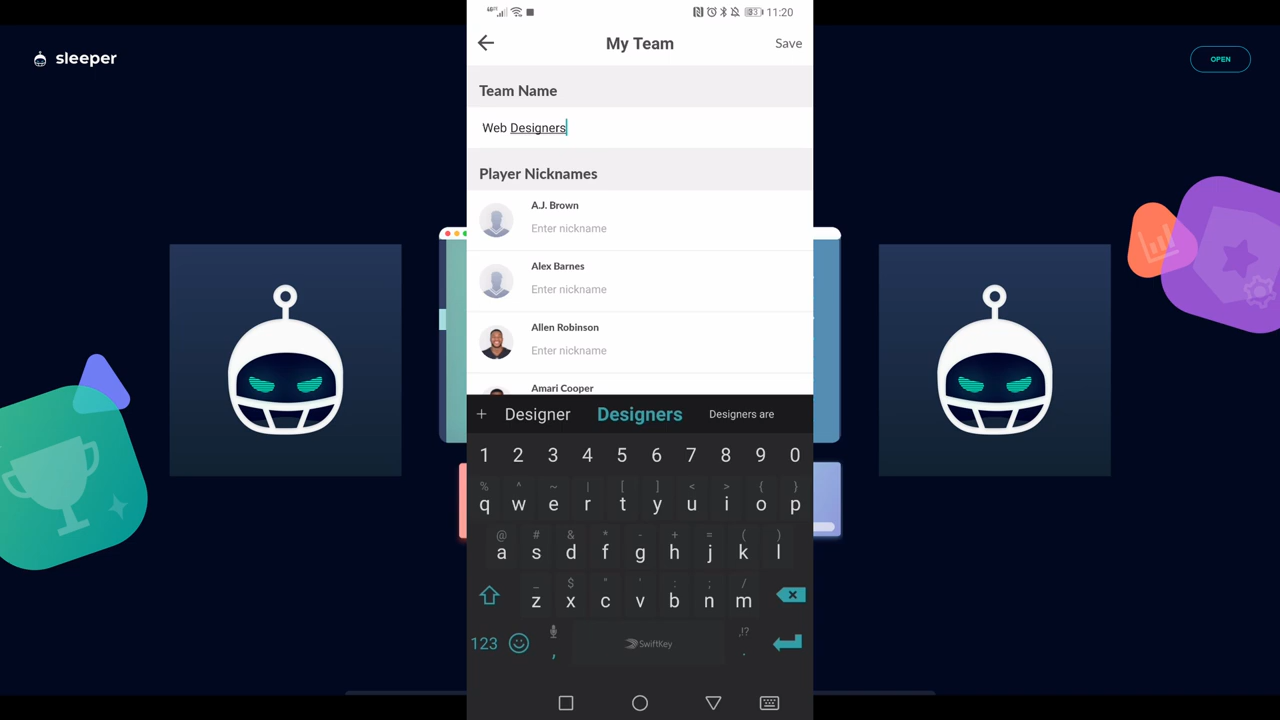 4G
83
11:20
sleeper
OPEN
My Team
Save
Team Name
Web Designers
Player Nicknames
A.J. Brown
Enter nickname
Alex Barnes
Enter nickname
Allen Robinson
Enter nickname
Amari Cooper
+ Designer Designers Designers are
1 2 3 4 5 6 7 8 9 0
% ^ ~ | [ ] < > { }
q w e r t y u i o p
@ # & * - + = ( )
a s d f g h j k l
_ $ " ' : ; /
z x c v b n m
123 , SwiftKey ,!? .